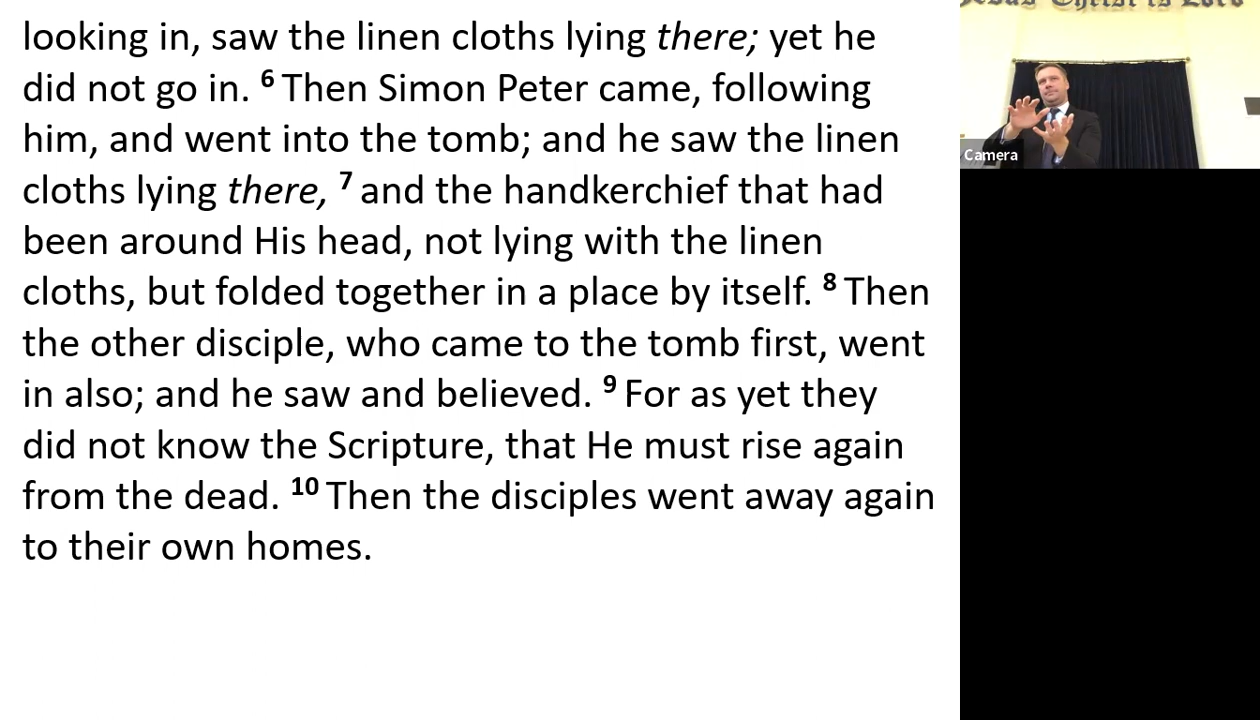 looking in, saw the linen cloths lying there; yet he
did not go in. 6 Then Simon Peter came, following
him, and went into the tomb; and he saw the linen
cloths lying there, 7 and the handkerchief that had
been around His head, not lying with the linen
cloths, but folded together in a place by itself. 8 Then
the other disciple, who came to the tomb first, went
in also; and he saw and believed. 9 For as yet they
did not know the Scripture, that He must rise again
from the dead. 10 Then the disciples went away again
to their own homes.
Jesus Christ is Lord
Camera